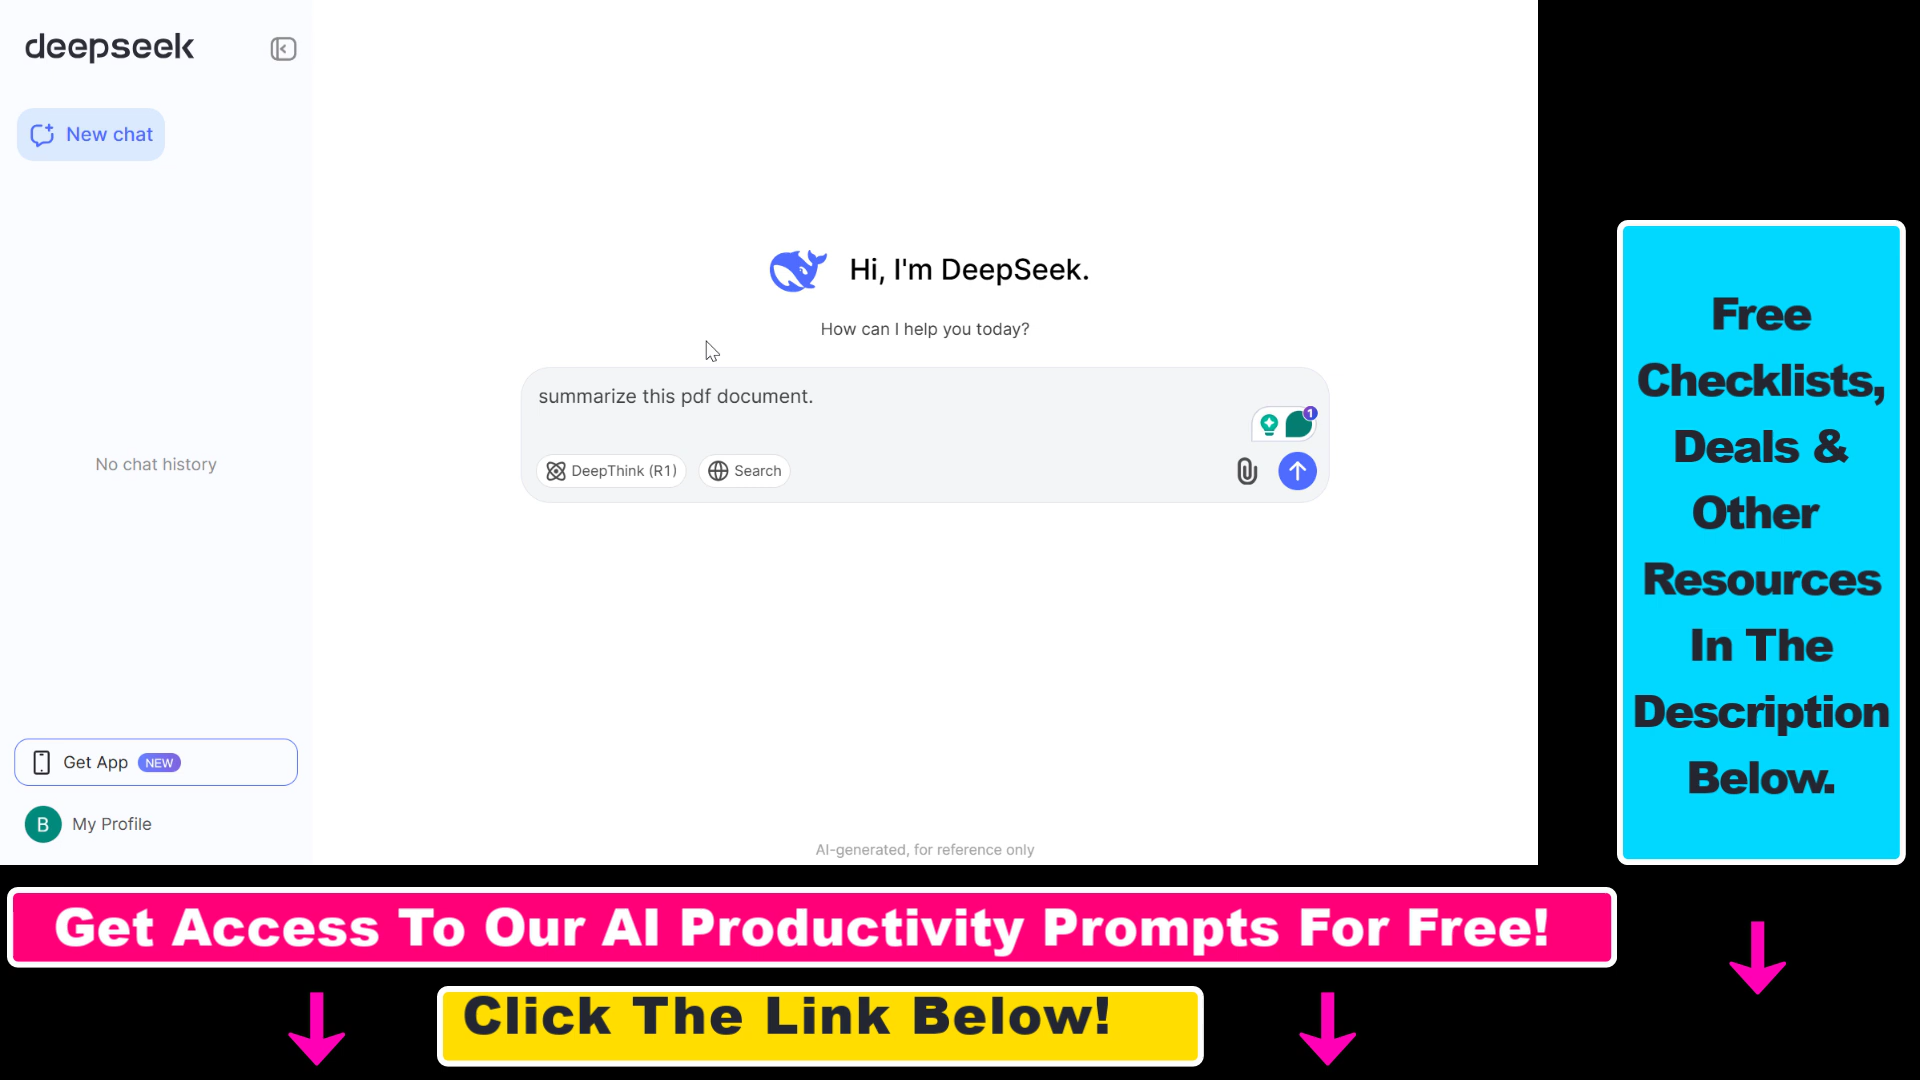 deepseek
New chat
No chat history
Get App NEW
B My Profile
Hi, I'm DeepSeek.
How can I help you today?
summarize this pdf document.
1
DeepThink (R1) Search
AI-generated, for reference only
Free
Checklists,
Deals &
Other
Resources
In The
Description
Below.
Get Access To Our AI Productivity Prompts For Free!
Click The Link Below!